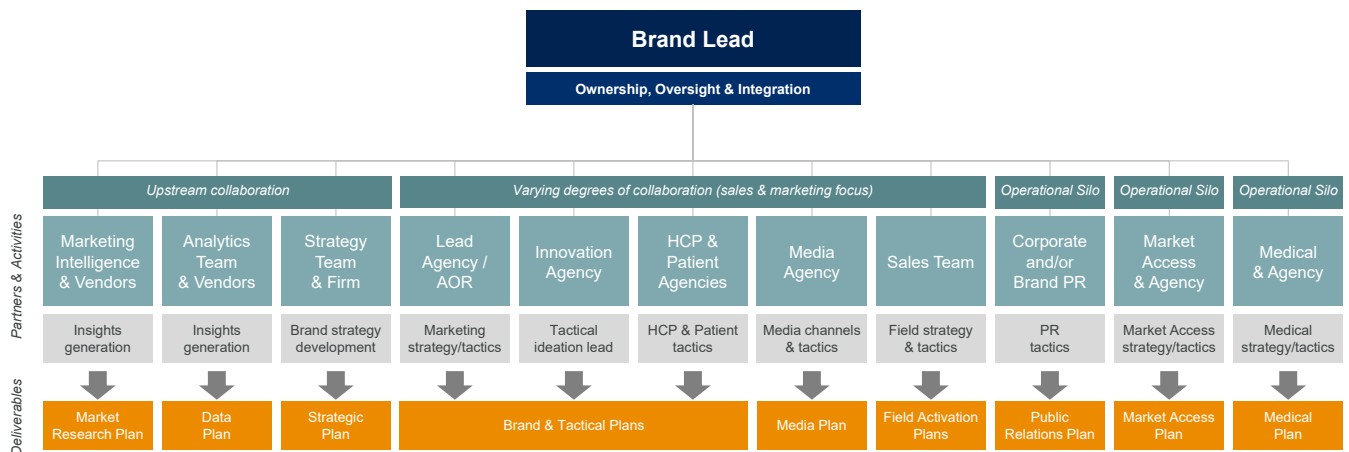 Brand Lead
Ownership, Oversight & Integration
Upstream collaboration
Varying degrees of collaboration (sales & marketing focus)
Operational Silo
Operational Silo
Operational Silo
Partners & Activities
Marketing
Intelligence
& Vendors
Analytics
Team
& Vendors
Strategy
Team
& Firm
Lead
Agency /
AOR
Innovation
Agency
HCP &
Patient
Agencies
Media
Agency
Sales Team
Corporate
and/or
Brand PR
Market
Access
& Agency
Medical
& Agency
Insights
generation
Insights
generation
Brand strategy
development
Marketing
strategy/tactics
Tactical
ideation lead
HCP & Patient
tactics
Media channels
& tactics
Field strategy
& tactics
PR
tactics
Market Access
strategy/tactics
Medical
strategy/tactics
Deliverables
Market
Research Plan
Data
Plan
Strategic
Plan
Brand & Tactical Plans
Media Plan
Field Activation
Plans
Public
Relations Plan
Market Access
Plan
Medical
Plan